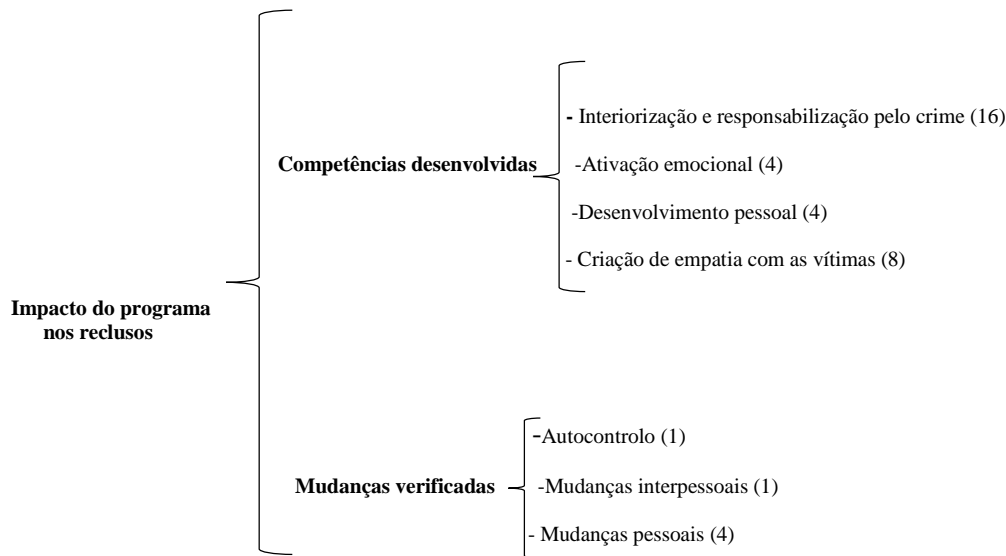 - Interiorização e responsabilização pelo crime (16)
Competências desenvolvidas
-Ativação emocional (4)
-Desenvolvimento pessoal (4)
- Criação de empatia com as vítimas (8)
Impacto do programa
nos reclusos
-Autocontrolo (1)
Mudanças verificadas
-Mudanças interpessoais (1)
- Mudanças pessoais (4)